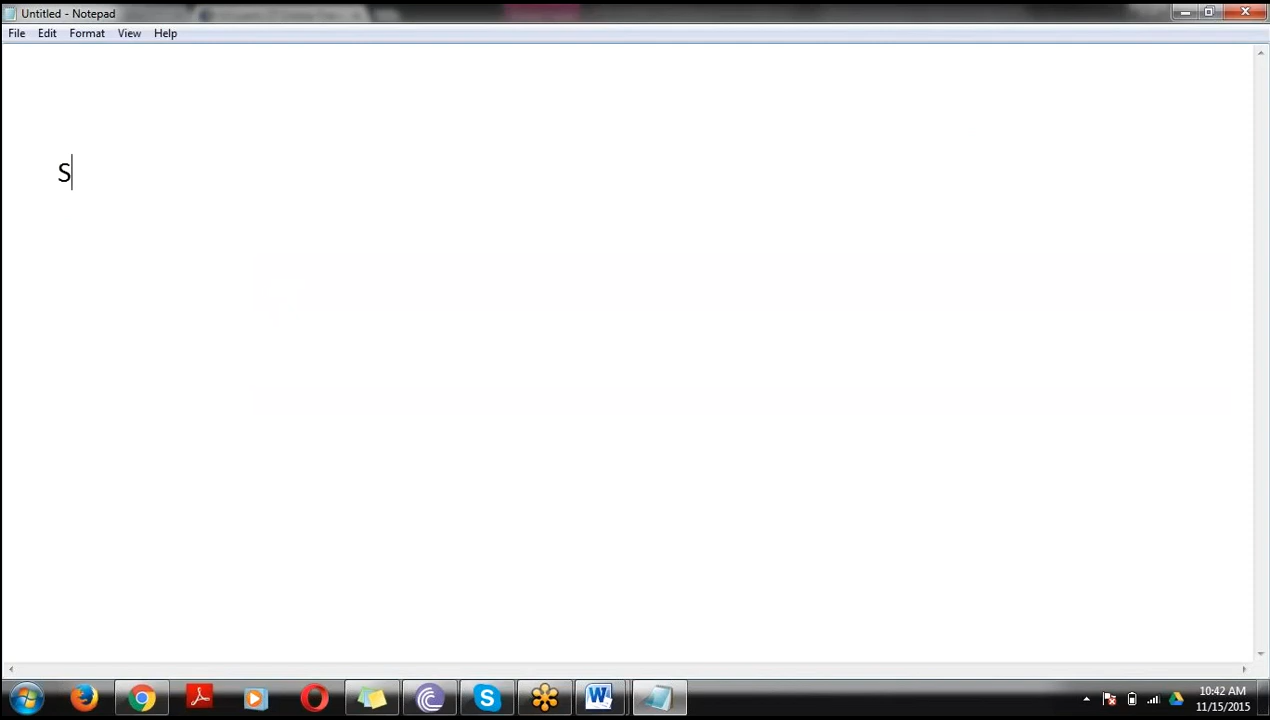 Untitled - Notepad
File Edit Format View Help
S
10:42 AM
11/15/2015